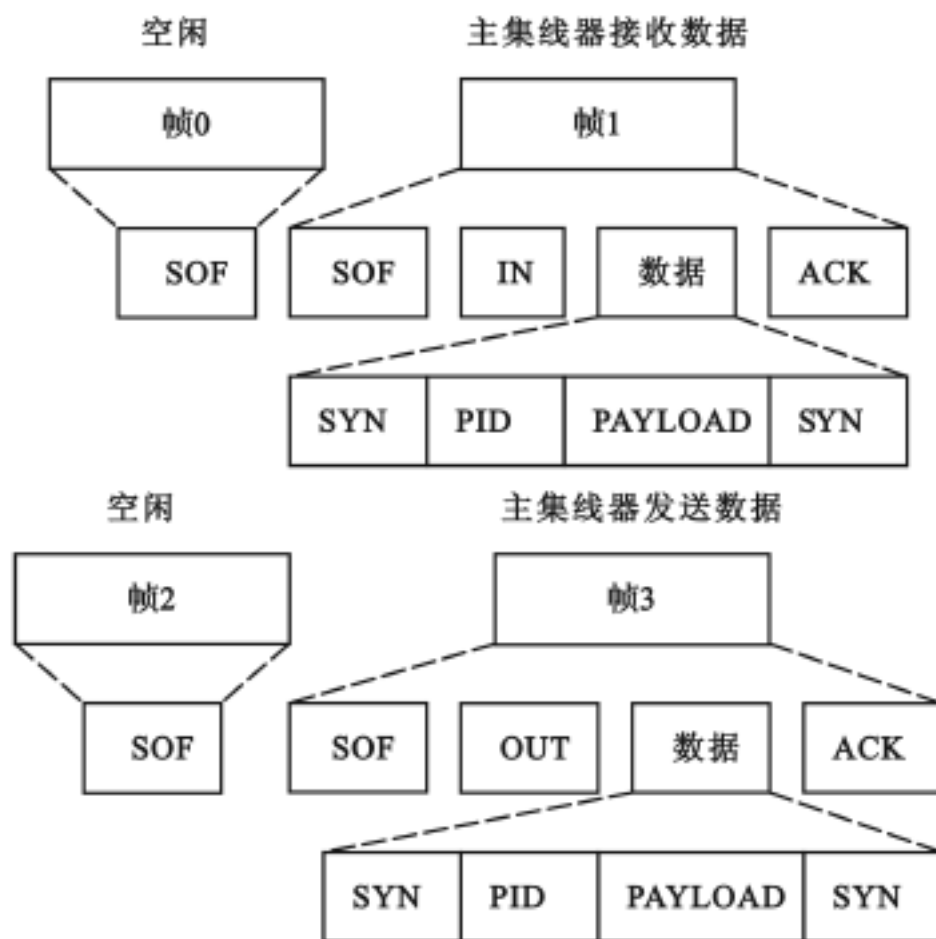 空闲 主集线器接收数据
帧0 帧1
SOF SOF IN 数据 ACK
SYN PID PAYLOAD SYN
空闲 主集线器发送数据
帧2 帧3
SOF SOF OUT 数据 ACK
SYN PID PAYLOAD SYN